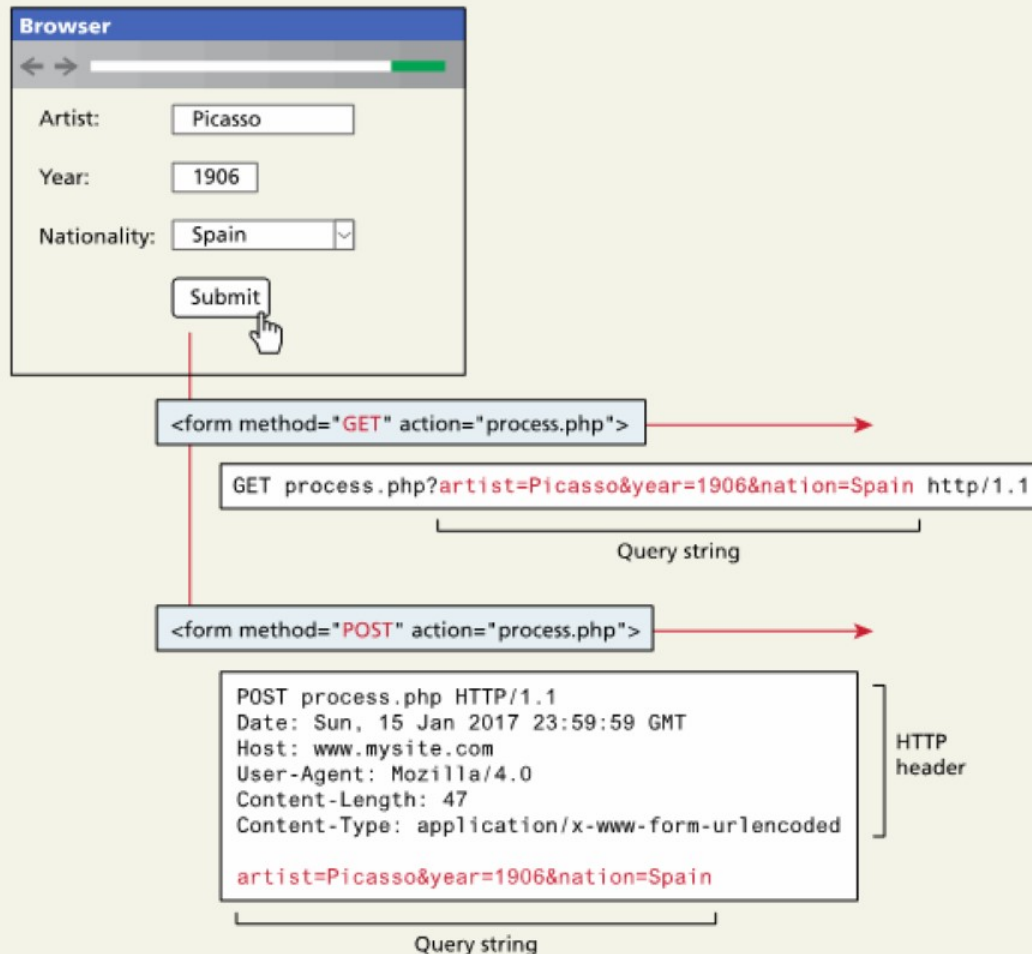 Browser
Artist: Picasso
Year: 1906
Nationality: Spain
Submit
<form method="GET" action="process.php">
GET process.php?artist=Picasso&year=1906&nation=Spain http/1.1
Query string
<form method="POST" action="process.php">
POST process.php HTTP/1.1
Date: Sun, 15 Jan 2017 23:59:59 GMT
Host: www.mysite.com
User-Agent: Mozilla/4.0
Content-Length: 47
Content-Type: application/x-www-form-urlencoded
HTTP
header
artist=Picasso&year=1906&nation=Spain
Query string